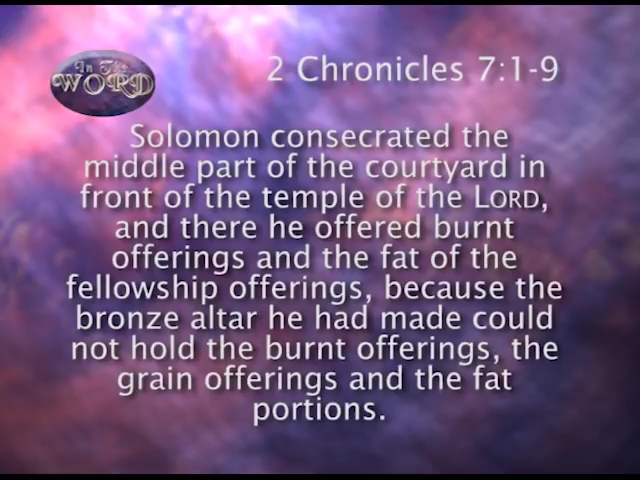 In The
WORD
2 Chronicles 7:1-9
Solomon consecrated the
middle part of the courtyard in
front of the temple of the LORD,
and there he offered burnt
offerings and the fat of the
fellowship offerings, because the
bronze altar he had made could
not hold the burnt offerings, the
grain offerings and the fat
portions.